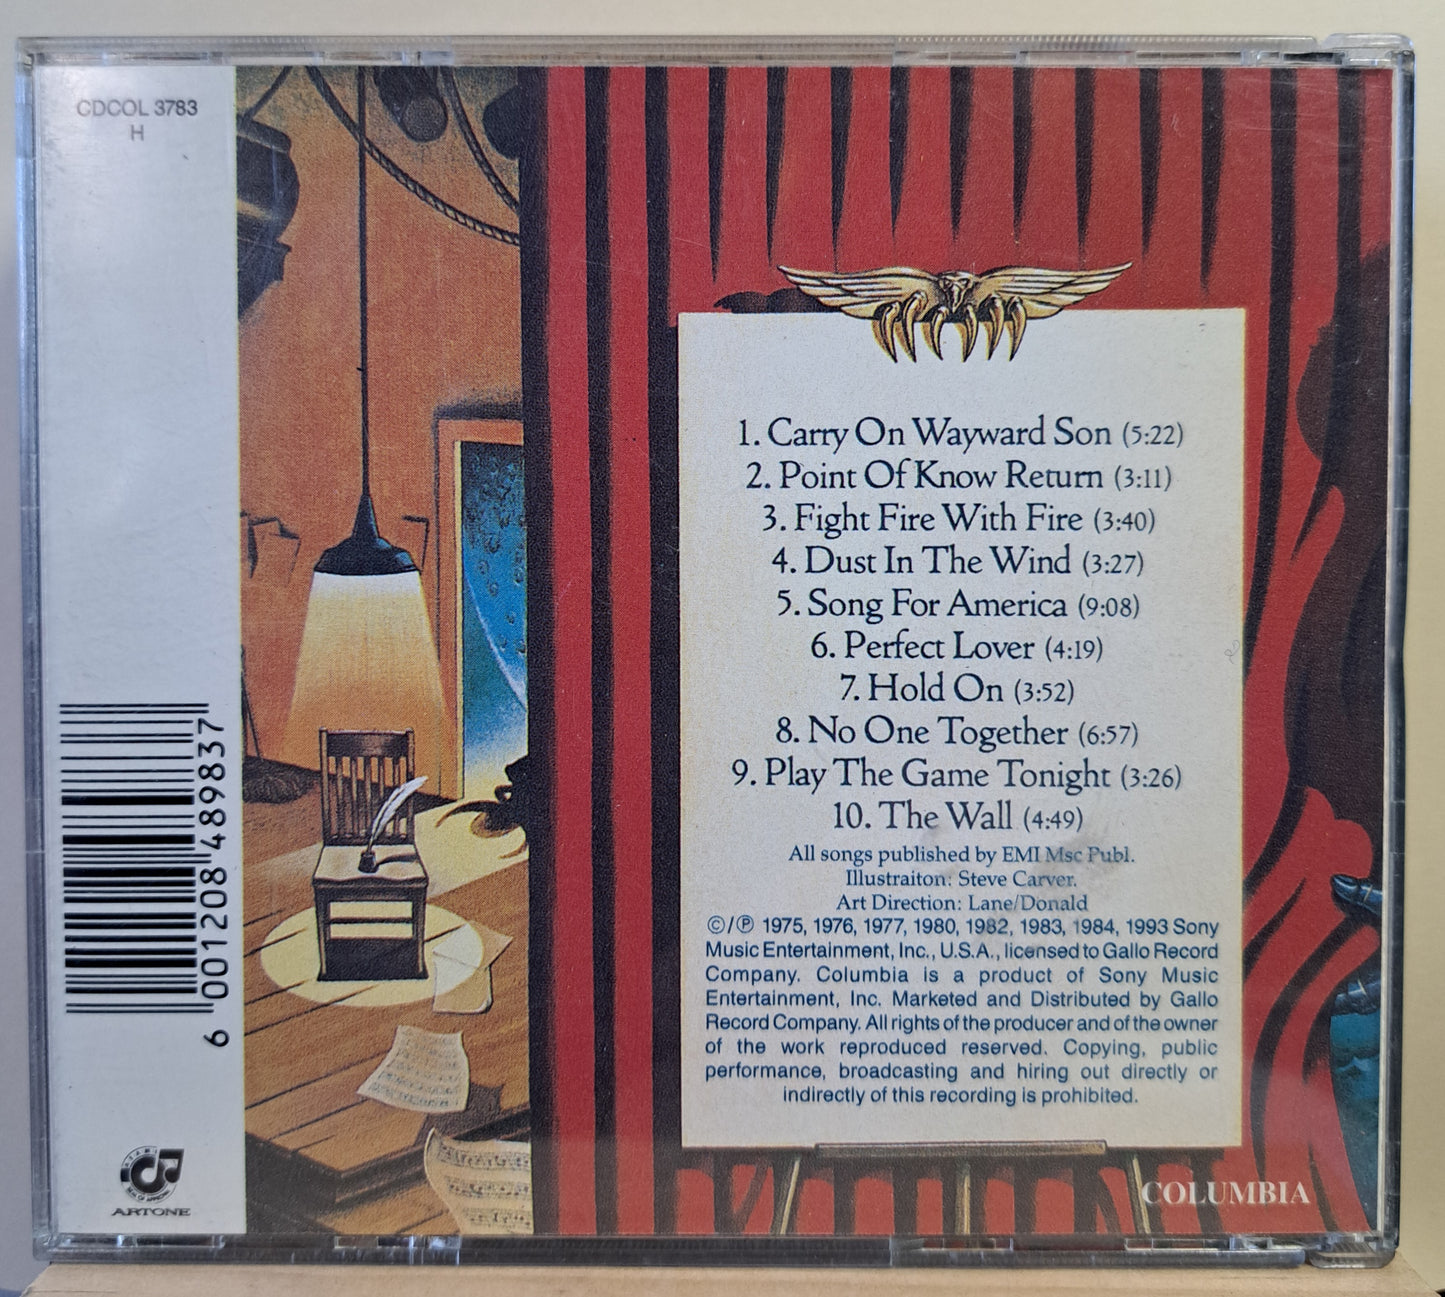 CDCOL 3783
H
1. Carry On Wayward Son (5:22)
2. Point Of Know Return (3:11)
3. Fight Fire With Fire (3:40)
4. Dust In The Wind (3:27)
5. Song For America (9:08)
6. Perfect Lover (4:19)
7. Hold On (3:52)
8. No One Together (6:57)
9. Play The Game Tonight (3:26)
10. The Wall (4:49)
All songs published by EMI Msc Publ.
Illustraiton: Steve Carver.
Art Direction: Lane/Donald
©/℗ 1975, 1976, 1977, 1980, 1982, 1983, 1984, 1993 Sony
Music Entertainment, Inc., U.S.A., licensed to Gallo Record
Company. Columbia is a product of Sony Music
Entertainment, Inc. Marketed and Distributed by Gallo
Record Company. All rights of the producer and of the owner
of the work reproduced reserved. Copying, public
performance, broadcasting and hiring out directly or
indirectly of this recording is prohibited.
6 001208 489837
ARTONE
COLUMBIA